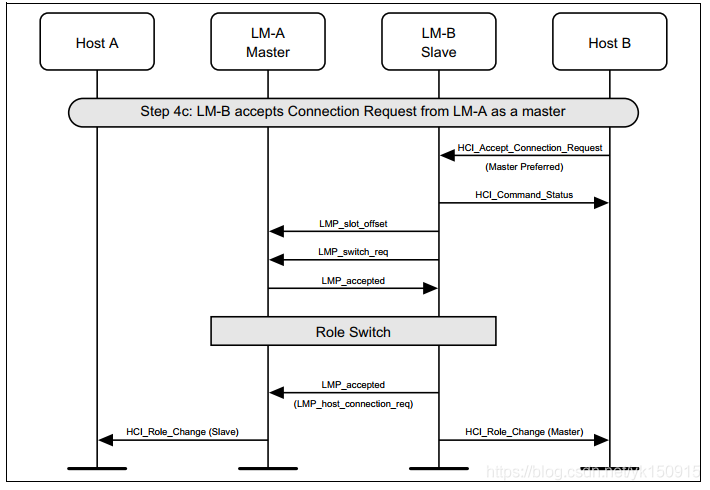 Host A
LM-A
Master
LM-B
Slave
Host B
Step 4c: LM-B accepts Connection Request from LM-A as a master
HCI_Accept_Connection_Request
(Master Preferred)
HCI_Command_Status
LMP_slot_offset
LMP_switch_req
LMP_accepted
Role Switch
LMP_accepted
(LMP_host_connection_req)
HCI_Role_Change (Slave)
HCI_Role_Change (Master)
https://blog.csdn.net/yk150915